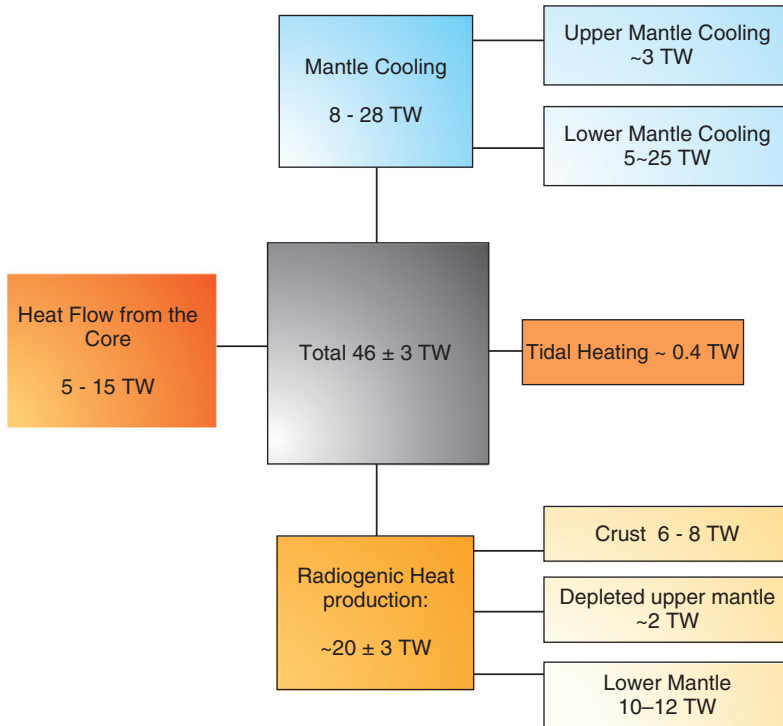 Mantle Cooling
8 - 28 TW
Upper Mantle Cooling
~3 TW
Lower Mantle Cooling
5~25 TW
Heat Flow from the
Core
5 - 15 TW
Total 46 ± 3 TW
Tidal Heating ~ 0.4 TW
Radiogenic Heat
production:
~20 ± 3 TW
Crust 6 - 8 TW
Depleted upper mantle
~2 TW
Lower Mantle
10–12 TW